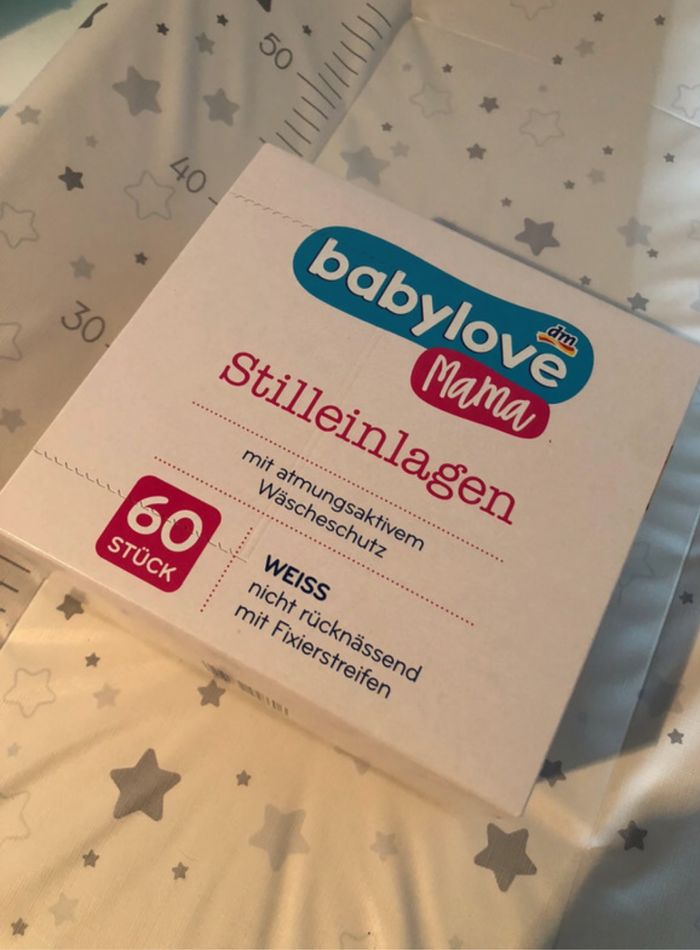 50
40
30
babylove
dm
Mama
Stilleinlagen
mit atmungsaktivem
Wäscheschutz
60
STÜCK
WEISS
nicht rücknässend
mit Fixierstreifen